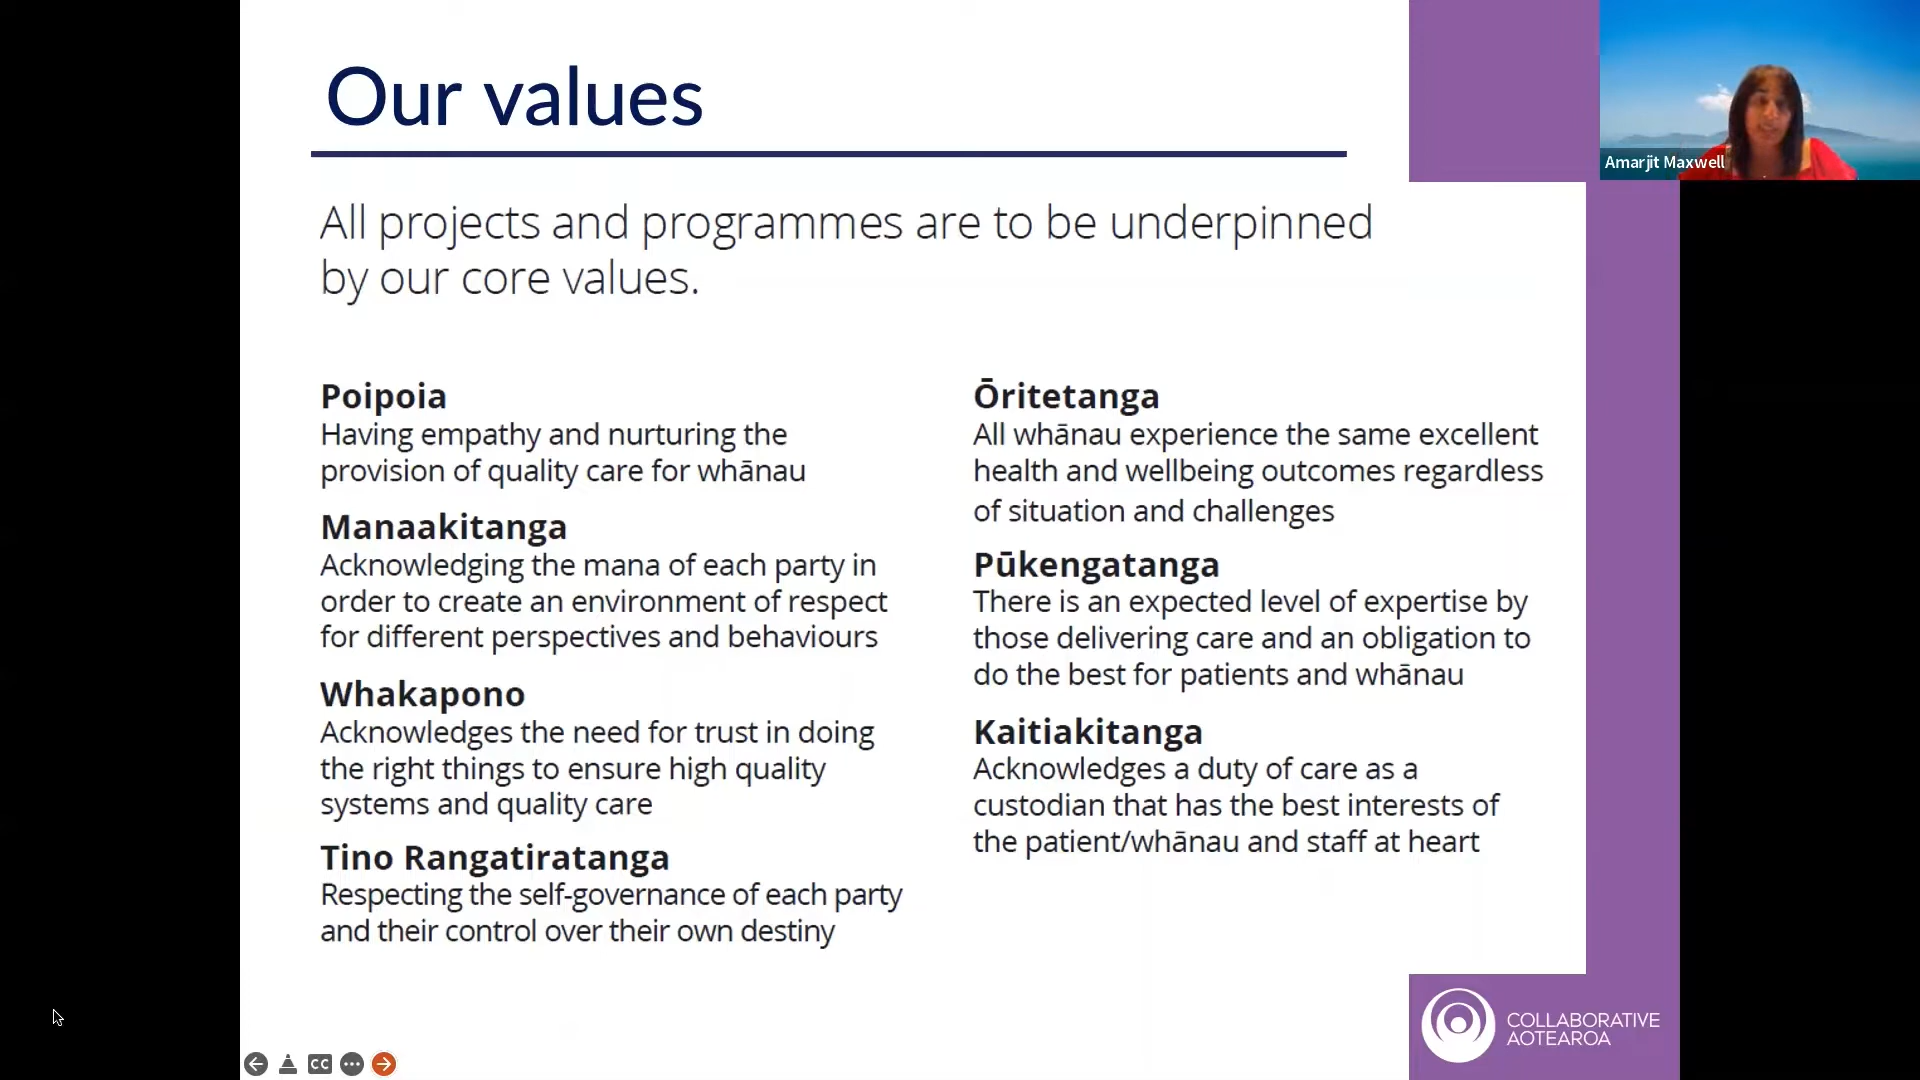 Our values
Amarjit Maxwell
All projects and programmes are to be underpinned
by our core values.
Poipoia
Having empathy and nurturing the
provision of quality care for whānau
Manaakitanga
Acknowledging the mana of each party in
order to create an environment of respect
for different perspectives and behaviours
Whakapono
Acknowledges the need for trust in doing
the right things to ensure high quality
systems and quality care
Tino Rangatiratanga
Respecting the self-governance of each party
and their control over their own destiny
Ōritetanga
All whānau experience the same excellent
health and wellbeing outcomes regardless
of situation and challenges
Pūkengatanga
There is an expected level of expertise by
those delivering care and an obligation to
do the best for patients and whānau
Kaitiakitanga
Acknowledges a duty of care as a
custodian that has the best interests of
the patient/whānau and staff at heart
COLLABORATIVE
AOTEAROA
CC